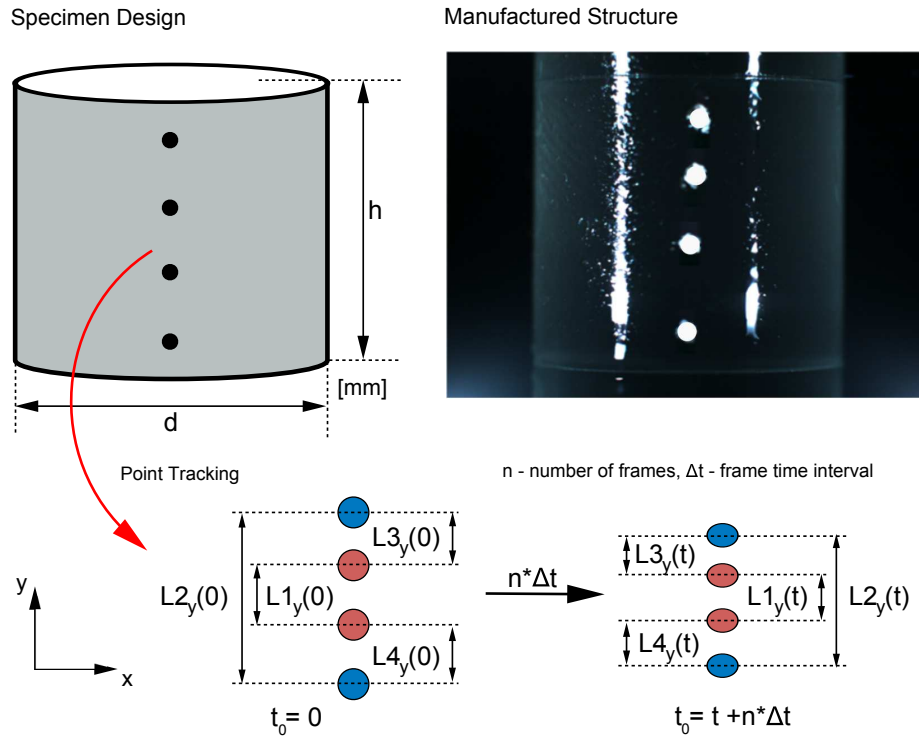 Specimen Design
Manufactured Structure
h
[mm]
d
Point Tracking
n - number of frames, Δt - frame time interval
L3y(0)
L2y(0)
L1y(0)
L4y(0)
n*Δt
L3y(t)
L1y(t)
L2y(t)
L4y(t)
y
x
t0= 0
t0= t +n*Δt